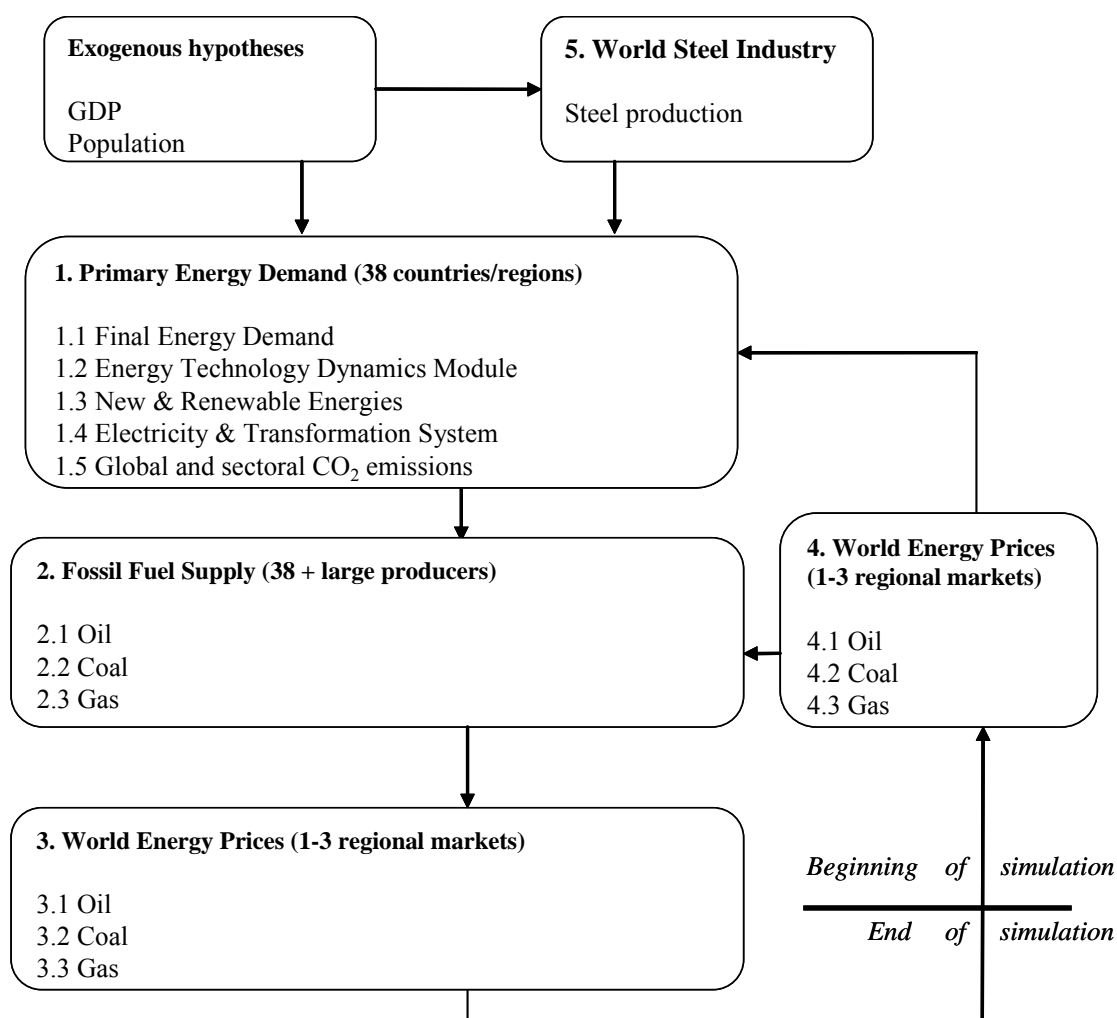 Exogenous hypotheses
GDP
Population
5. World Steel Industry
Steel production
1. Primary Energy Demand (38 countries/regions)
1.1 Final Energy Demand
1.2 Energy Technology Dynamics Module
1.3 New & Renewable Energies
1.4 Electricity & Transformation System
1.5 Global and sectoral CO₂ emissions
2. Fossil Fuel Supply (38 + large producers)
2.1 Oil
2.2 Coal
2.3 Gas
4. World Energy Prices
(1-3 regional markets)
4.1 Oil
4.2 Coal
4.3 Gas
3. World Energy Prices (1-3 regional markets)
3.1 Oil
3.2 Coal
3.3 Gas
Beginning of simulation
End of simulation